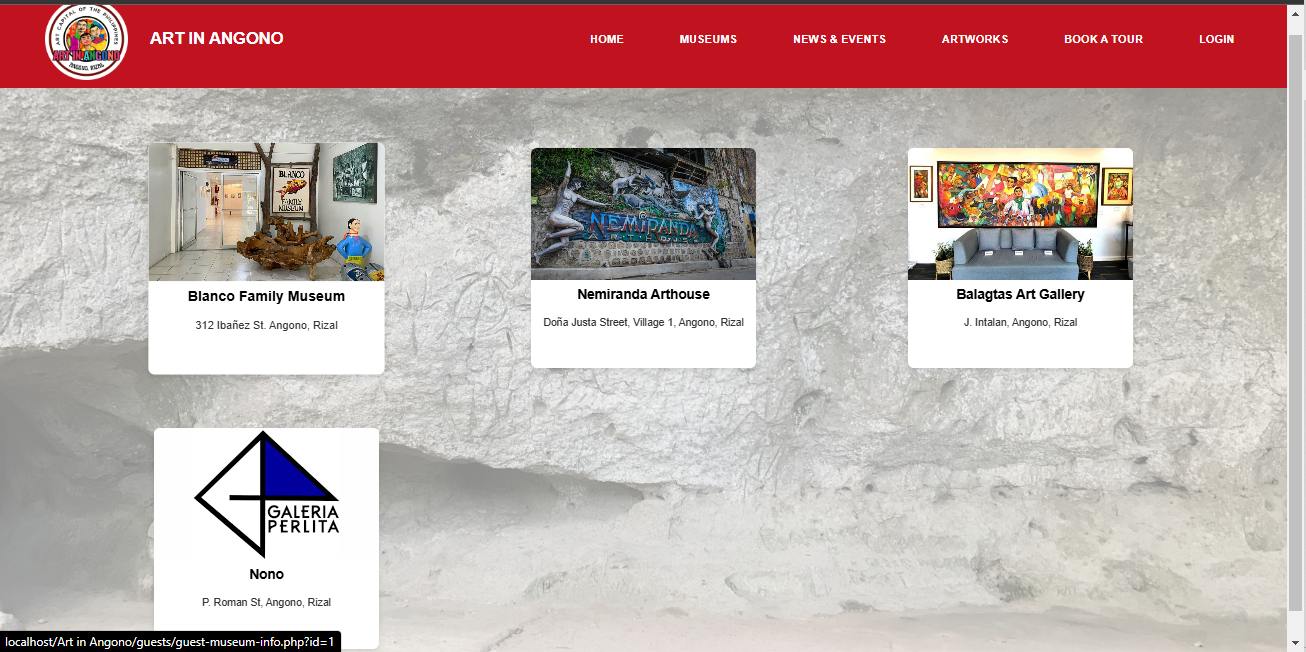 ART CAPITAL OF THE PHILIPPINES
ART IN ANGONO
ANGONO, RIZAL
ART IN ANGONO
HOME
MUSEUMS
NEWS & EVENTS
ARTWORKS
BOOK A TOUR
LOGIN
BLANCO
FAMILY
MUSEUM
Blanco Family Museum
312 Ibañez St. Angono, Rizal
NEMIRANDA
ARTHOUSE
Nemiranda Arthouse
Doña Justa Street, Village 1, Angono, Rizal
Balagtas Art Gallery
J. Intalan, Angono, Rizal
GALERIA
PERLITA
Nono
P. Roman St, Angono, Rizal
localhost/Art in Angono/guests/guest-museum-info.php?id=1